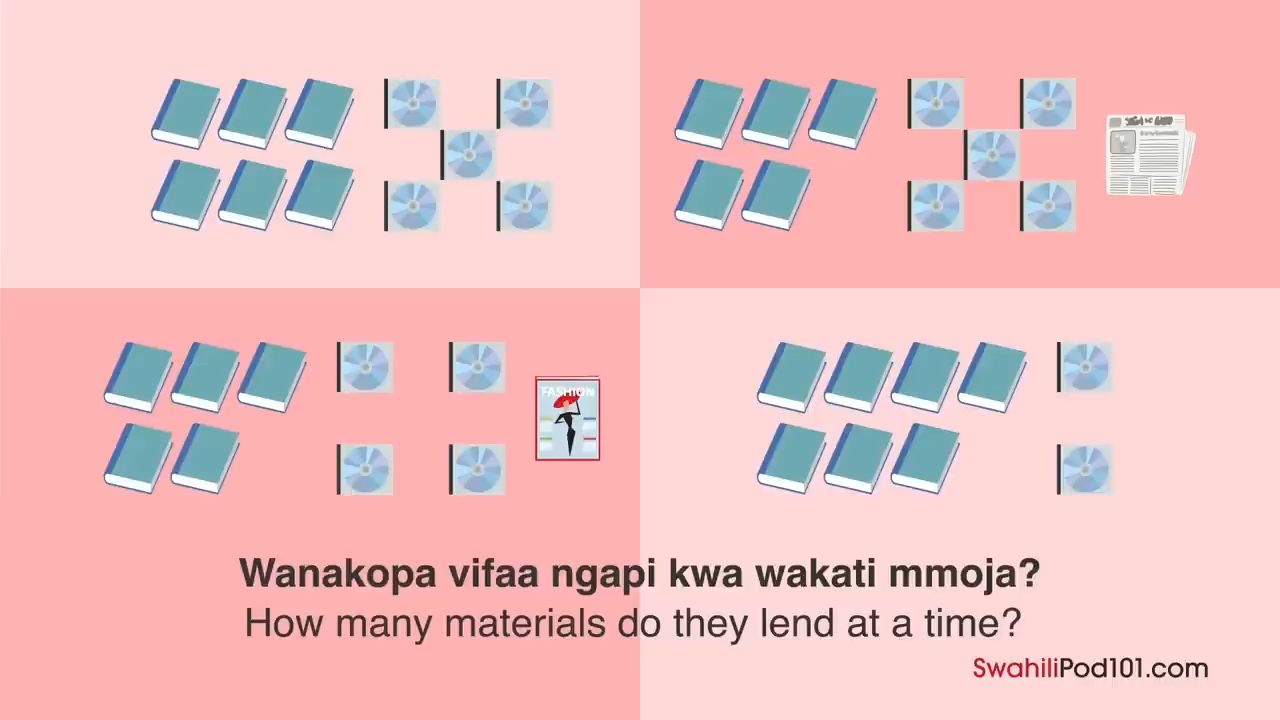 FASHION
Wanakopa vifaa ngapi kwa wakati mmoja?
How many materials do they lend at a time?
SwahiliPod101.com